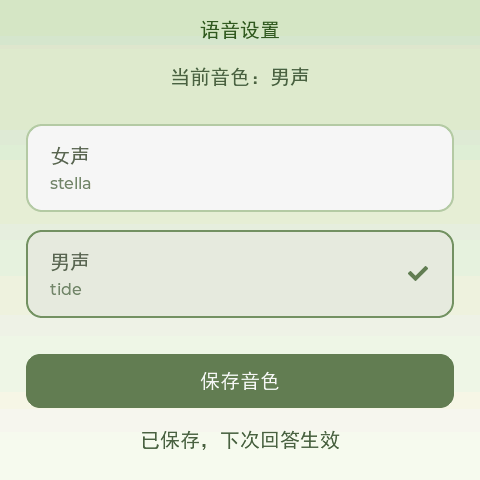 语音设置
当前音色：男声
女声
stella
男声
tide
保存音色
已保存，下次回答生效